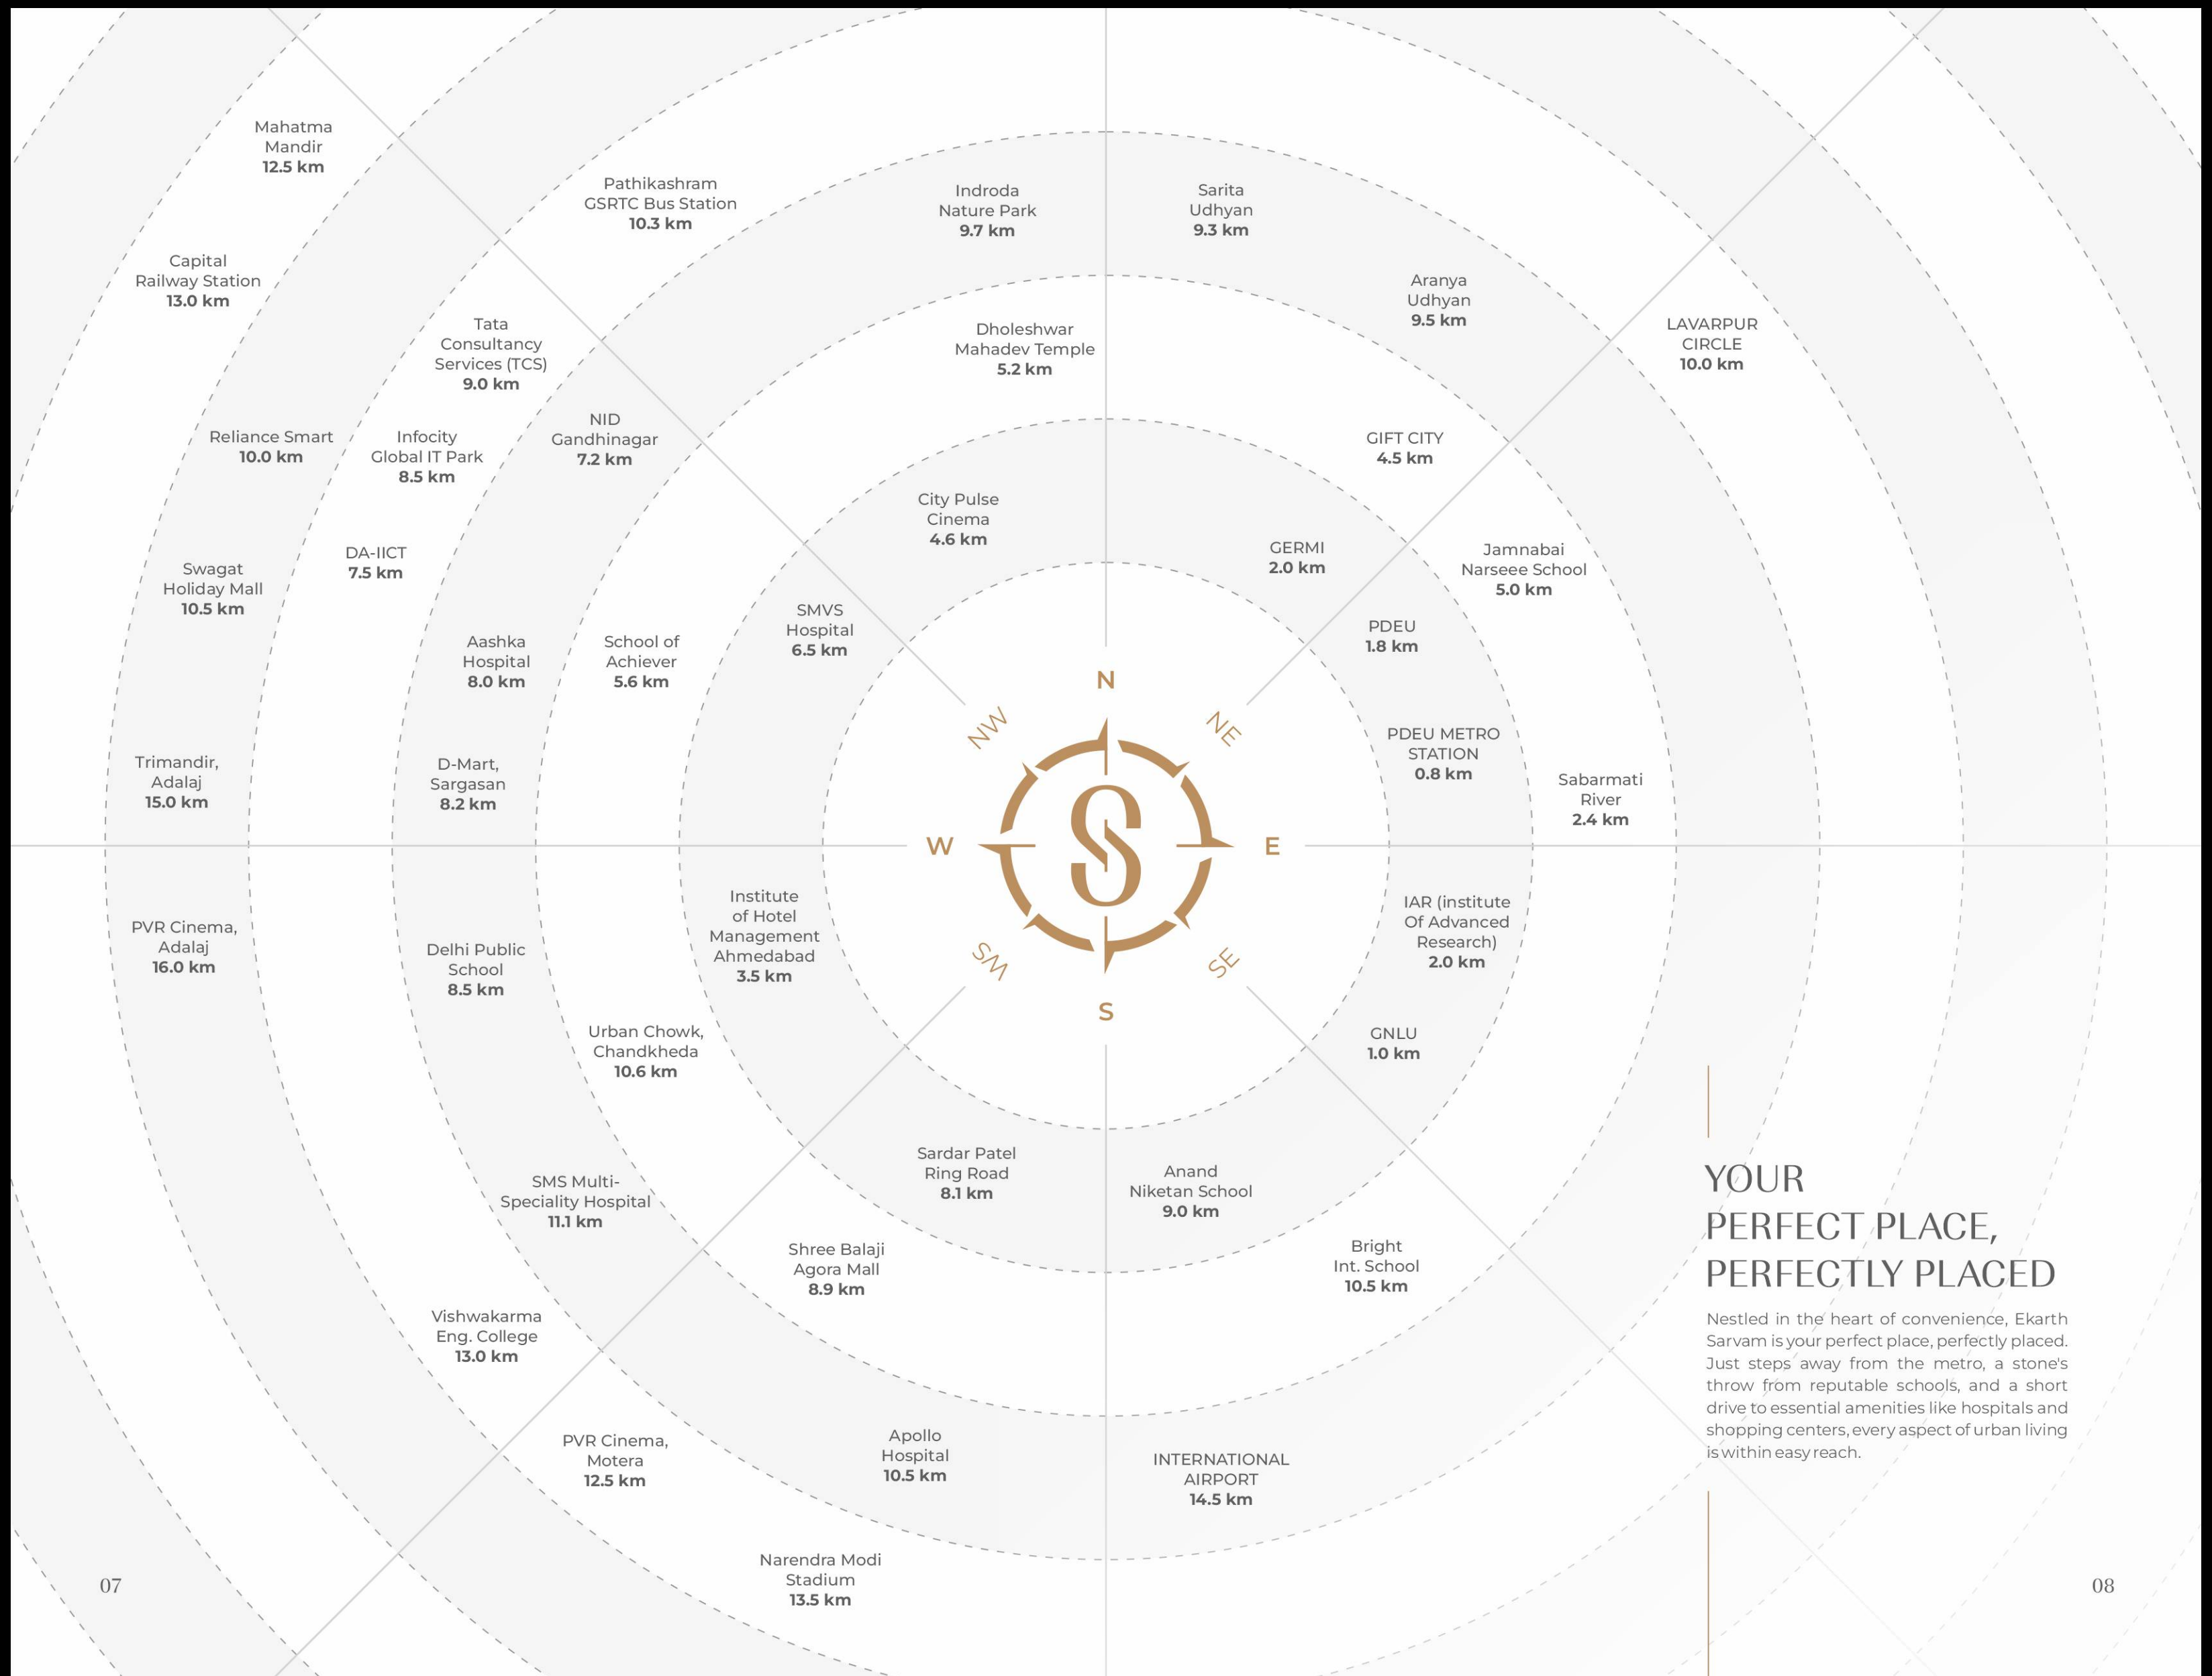 Mahatma
Mandir
12.5 km
Pathikashram
GSRTC Bus Station
10.3 km
Indroda
Nature Park
9.7 km
Sarita
Udhyan
9.3 km
Capital
Railway Station
13.0 km
Aranya
Udhyan
9.5 km
Tata
Consultancy
Services (TCS)
9.0 km
Dholeshwar
Mahadev Temple
5.2 km
LAVARPUR
CIRCLE
10.0 km
Reliance Smart
10.0 km
Infocity
Global IT Park
8.5 km
NID
Gandhinagar
7.2 km
GIFT CITY
4.5 km
City Pulse
Cinema
4.6 km
GERMI
2.0 km
Jamnabai
Narseee School
5.0 km
DA-IICT
7.5 km
Swagat
Holiday Mall
10.5 km
SMVS
Hospital
6.5 km
PDEU
1.8 km
Aashka
Hospital
8.0 km
School of
Achiever
5.6 km
N
NW
NE
PDEU METRO
STATION
0.8 km
Trimandir,
Adalaj
15.0 km
D-Mart,
Sargasan
8.2 km
Sabarmati
River
2.4 km
W
S
E
Institute
of Hotel
Management
Ahmedabad
3.5 km
IAR (institute
Of Advanced
Research)
2.0 km
PVR Cinema,
Adalaj
16.0 km
Delhi Public
School
8.5 km
SW
SE
S
Urban Chowk,
Chandkheda
10.6 km
GNLU
1.0 km
Sardar Patel
Ring Road
8.1 km
Anand
Niketan School
9.0 km
SMS Multi-
Speciality Hospital
11.1 km
Shree Balaji
Agora Mall
8.9 km
Bright
Int. School
10.5 km
Vishwakarma
Eng. College
13.0 km
PVR Cinema,
Motera
12.5 km
Apollo
Hospital
10.5 km
INTERNATIONAL
AIRPORT
14.5 km
Narendra Modi
Stadium
13.5 km
YOUR
PERFECT PLACE,
PERFECTLY PLACED
Nestled in the heart of convenience, Ekarth
Sarvam is your perfect place, perfectly placed.
Just steps away from the metro, a stone's
throw from reputable schools, and a short
drive to essential amenities like hospitals and
shopping centers, every aspect of urban living
is within easy reach.
07
08